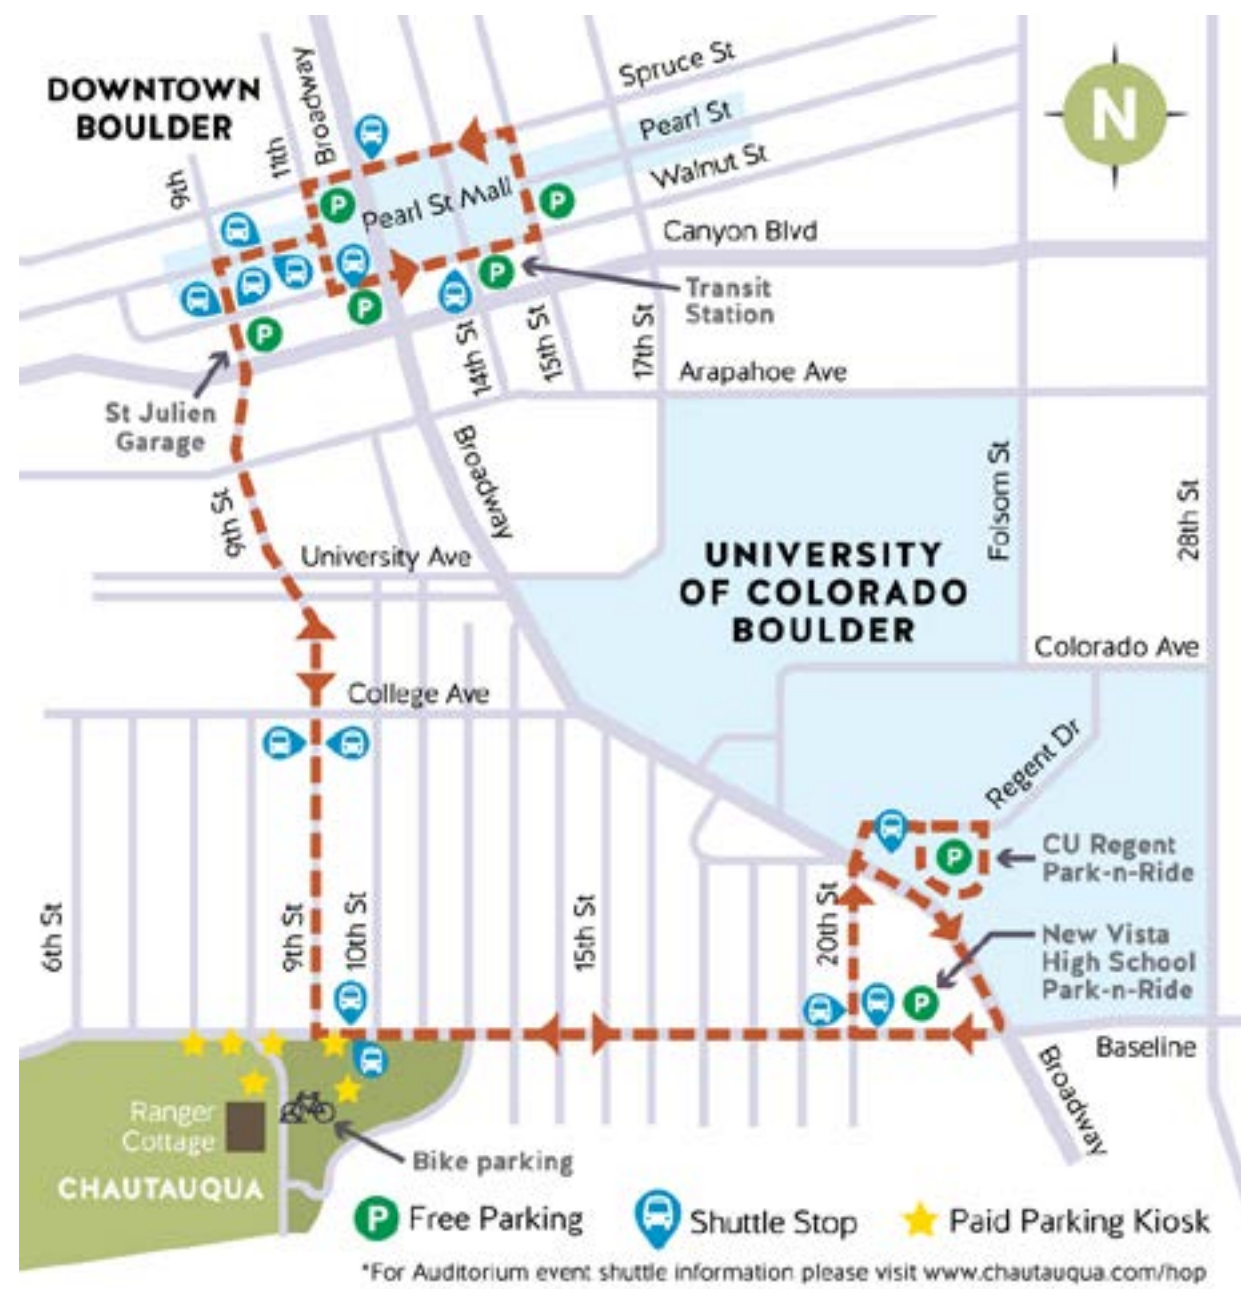 DOWNTOWN
BOULDER
Broadway
11th
9th
Spruce St
Pearl St
Walnut St
N
P
Pearl St Mall
P
Canyon Blvd
P
P
P
Transit
Station
St Julien
Garage
14th St
15th St
17th St
Arapahoe Ave
Broadway
9th St
University Ave
UNIVERSITY
OF COLORADO
BOULDER
Folsom St
28th St
Colorado Ave
College Ave
Regent Dr
P
CU Regent
Park-n-Ride
6th St
9th St
10th St
15th St
20th St
P
New Vista
High School
Park-n-Ride
Baseline
Broadway
Ranger
Cottage
CHAUTAUQUA
Bike parking
P Free Parking
Shuttle Stop
Paid Parking Kiosk
*For Auditorium event shuttle information please visit www.chautauqua.com/hop